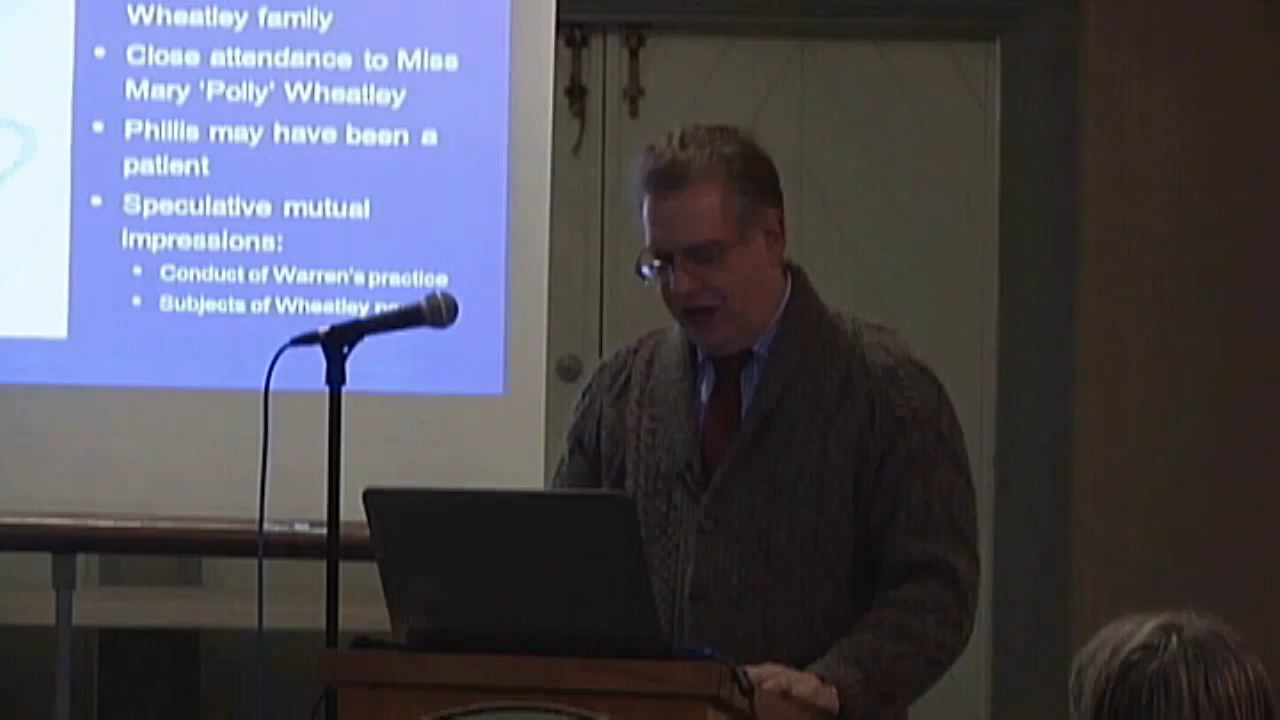 Wheatley family
• Close attendance to Miss
Mary 'Polly' Wheatley
• Phillis may have been a
patient
• Speculative mutual
impressions:
• Conduct of Warren's practice
• Subjects of Wheatley